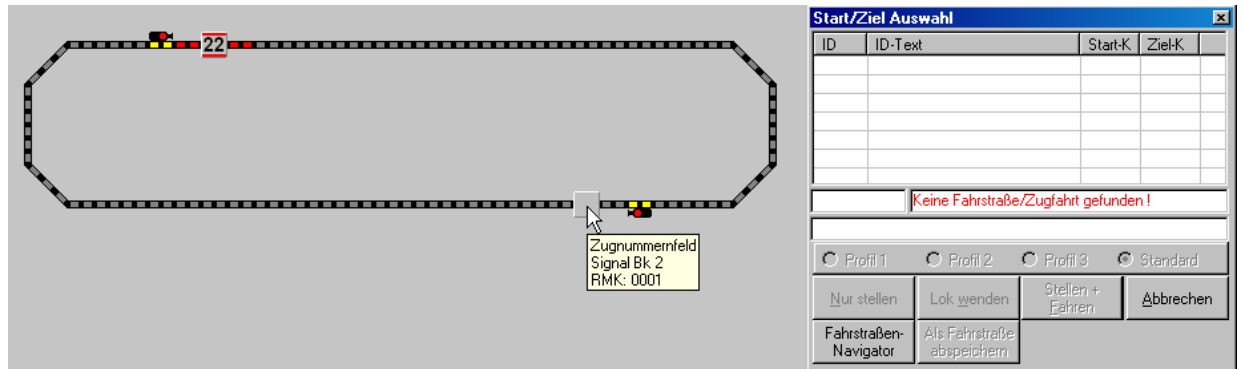 22
Zugnummernfeld
Signal Bk 2
RMK: 0001
Start/Ziel Auswahl
ID ID-Text Start-K Ziel-K
Keine Fahrstraße/Zugfahrt gefunden !
Profil 1 Profil 2 Profil 3 Standard
Nur stellen Lok wenden Stellen + Fahren Abbrechen
Fahrstraßen-Navigator Als Fahrstraße abspeichern